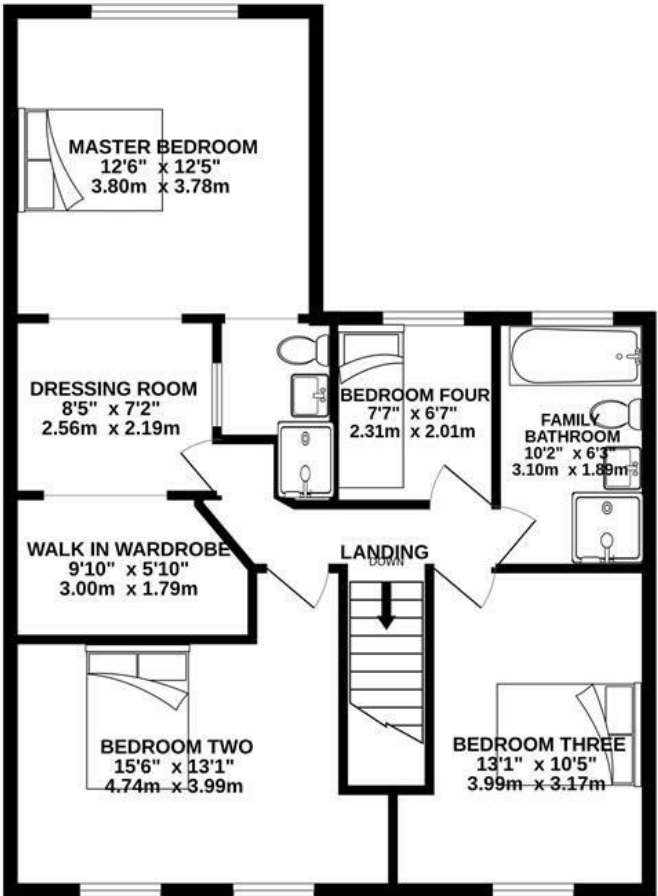 MASTER BEDROOM
12'6" x 12'5"
3.80m x 3.78m
DRESSING ROOM
8'5" x 7'2"
2.56m x 2.19m
BEDROOM FOUR
7'7" x 6'7"
2.31m x 2.01m
FAMILY
BATHROOM
10'2" x 6'3"
3.10m x 1.89m
WALK IN WARDROBE
9'10" x 5'10"
3.00m x 1.79m
LANDING
DOWN
BEDROOM TWO
15'6" x 13'1"
4.74m x 3.99m
BEDROOM THREE
13'1" x 10'5"
3.99m x 3.17m